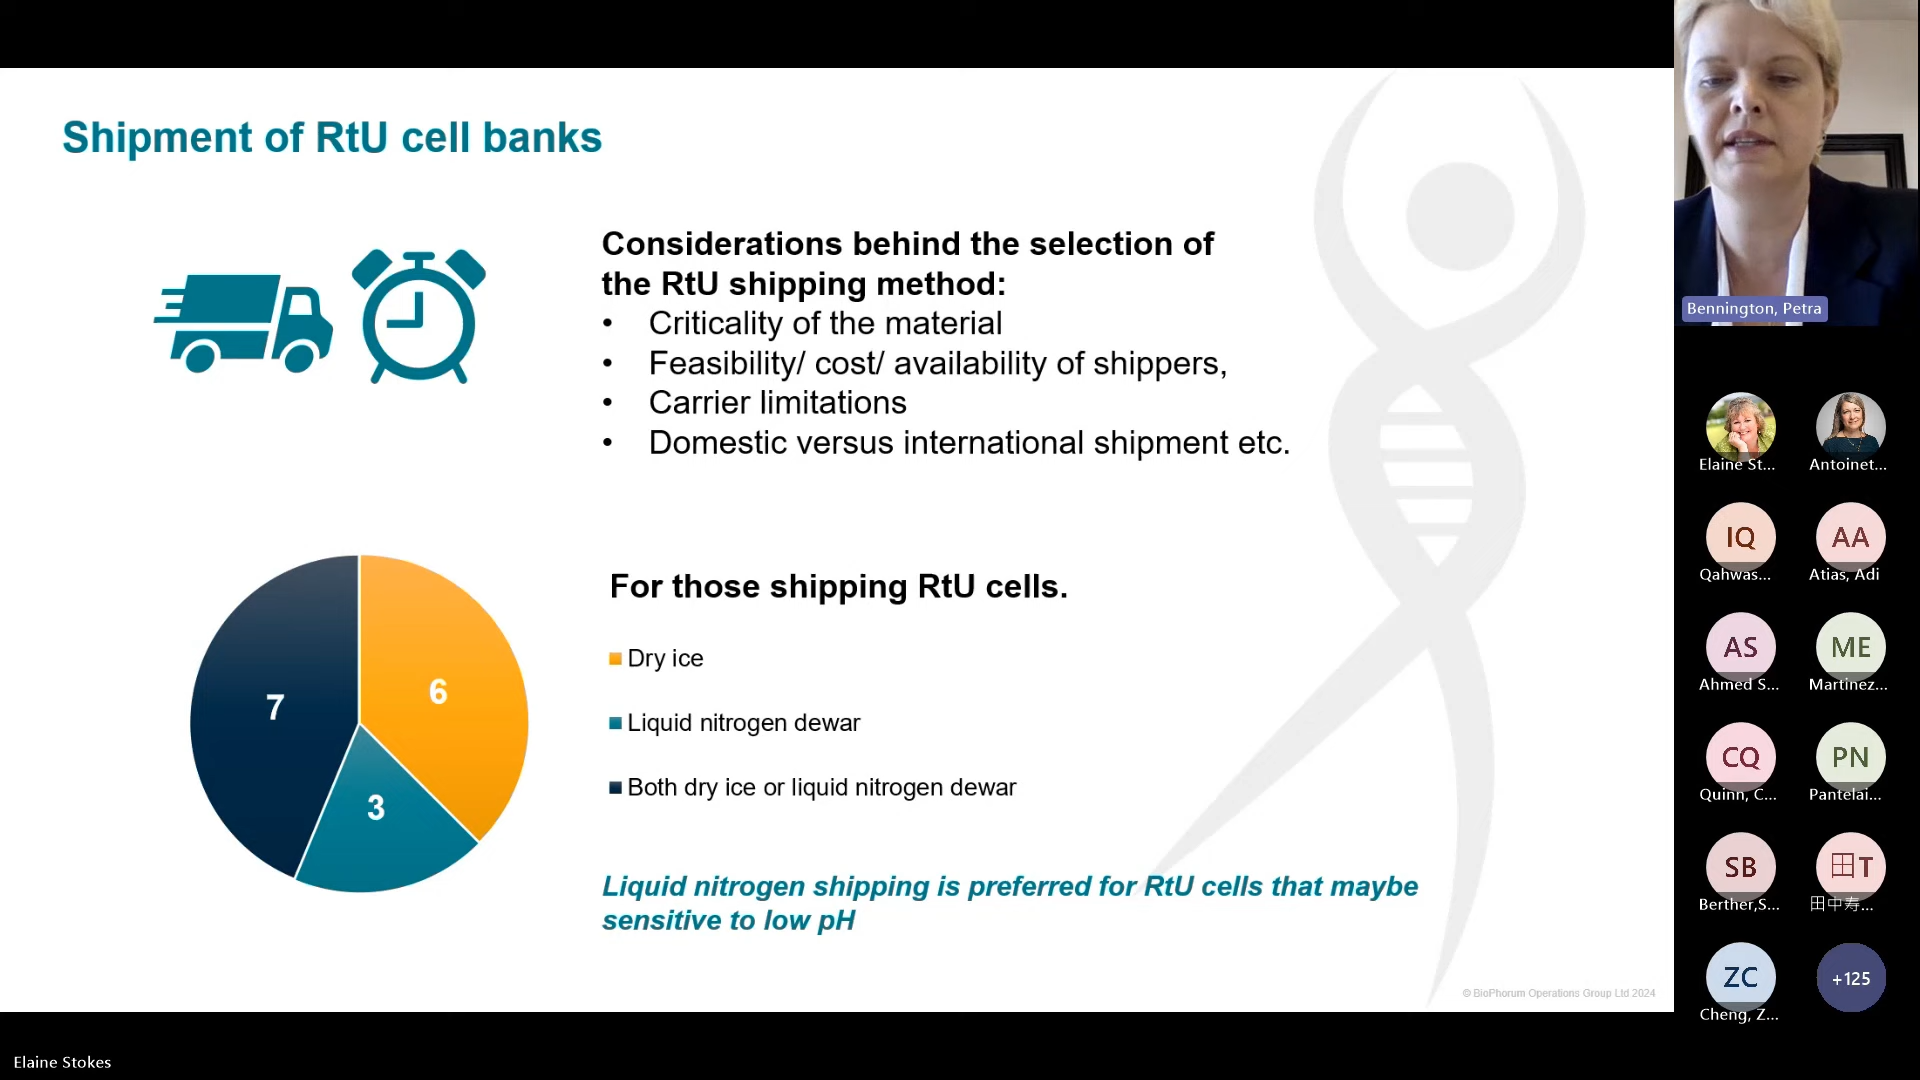 Shipment of RtU cell banks
Considerations behind the selection of
the RtU shipping method:
• Criticality of the material
• Feasibility/ cost/ availability of shippers,
• Carrier limitations
• Domestic versus international shipment etc.
For those shipping RtU cells.
7
6
3
Dry ice
Liquid nitrogen dewar
Both dry ice or liquid nitrogen dewar
Liquid nitrogen shipping is preferred for RtU cells that maybe
sensitive to low pH
© BioPhorum Operations Group Ltd 2024
Elaine Stokes
Bennington, Petra
Elaine St...
Antoinet...
IQ
Qahwas...
AA
Atias, Adi
AS
Ahmed S...
ME
Martinez...
CQ
Quinn, C...
PN
Pantelai...
SB
Berther,S...
田T
田中寿...
ZC
Cheng, Z...
+125